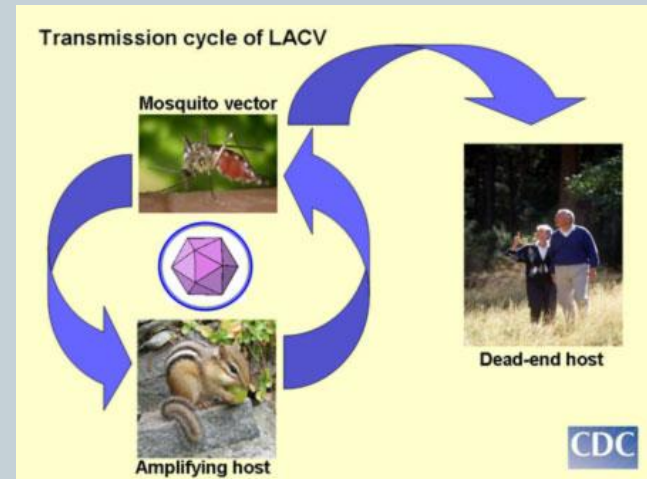 Transmission cycle of LACV
Mosquito vector
Dead-end host
CDC
Amplifying host